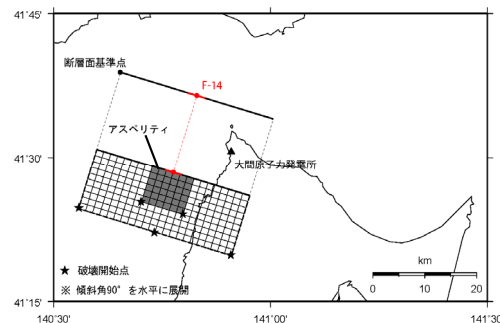 41°45'
断層面基準点
F-14
アスペリティ
41°30'
大間原子力発電所
km
★ 破壊開始点
※ 傾斜角90°を水平に展開
0 10 20
41°15'
140°30' 141°00' 141°30'